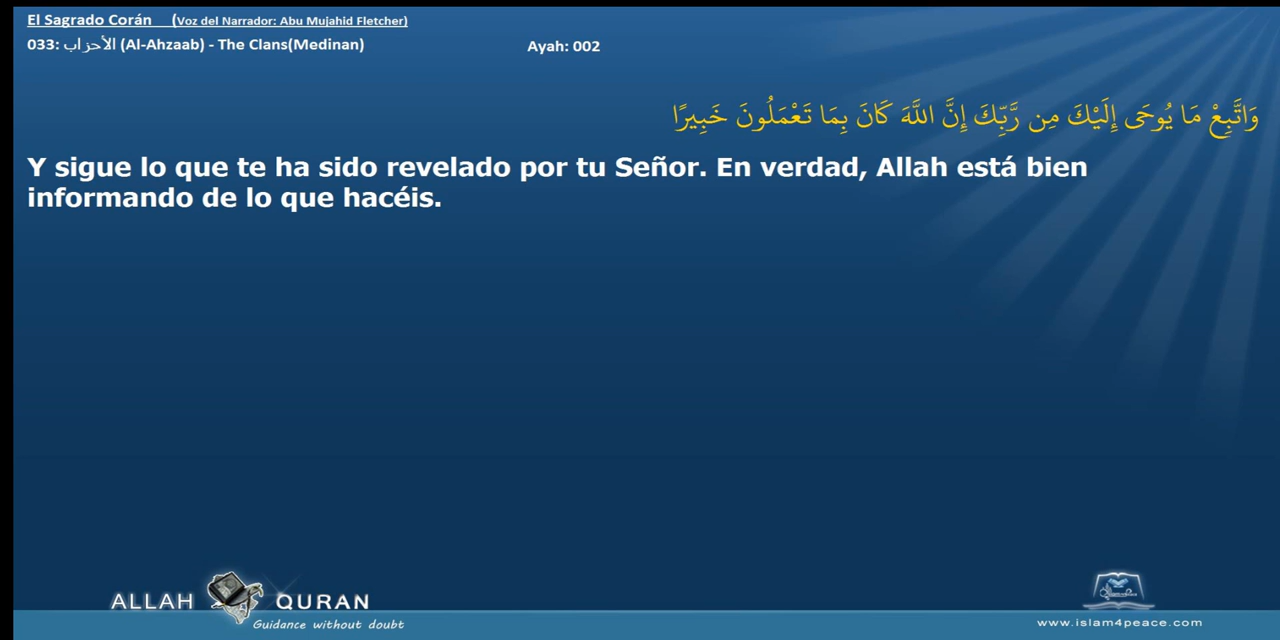 El Sagrado Corán (Voz del Narrador: Abu Mujahid Fletcher)
033: الأحزاب (Al-Ahzaab) - The Clans(Medinan) Ayah: 002
وَاتَّبِعْ مَا يُوحَى إِلَيْكَ مِن رَّبِّكَ إِنَّ اللَّهَ كَانَ بِمَا تَعْمَلُونَ خَبِيرًا
Y sigue lo que te ha sido revelado por tu Señor. En verdad, Allah está bien
informando de lo que hacéis.
ALLAH QURAN
Guidance without doubt
www.islam4peace.com